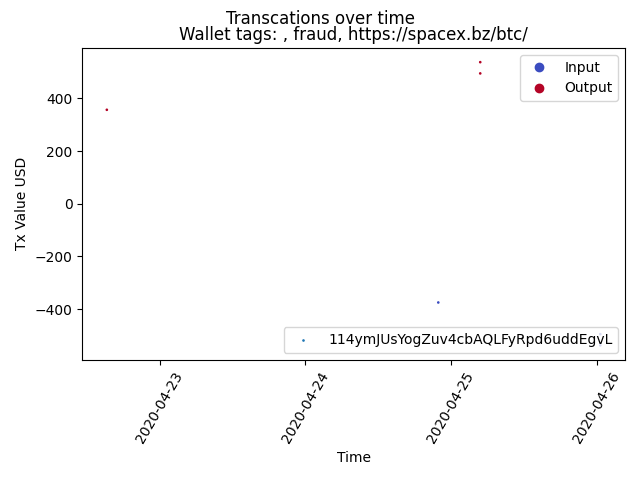 Transcations over time
Wallet tags: , fraud, https://spacex.bz/btc/
Input
Output
400
200
0
−200
−400
Tx Value USD
114ymJUsYogZuv4cbAQLFyRpd6uddEgvL
2020-04-23
2020-04-24
2020-04-25
2020-04-26
Time